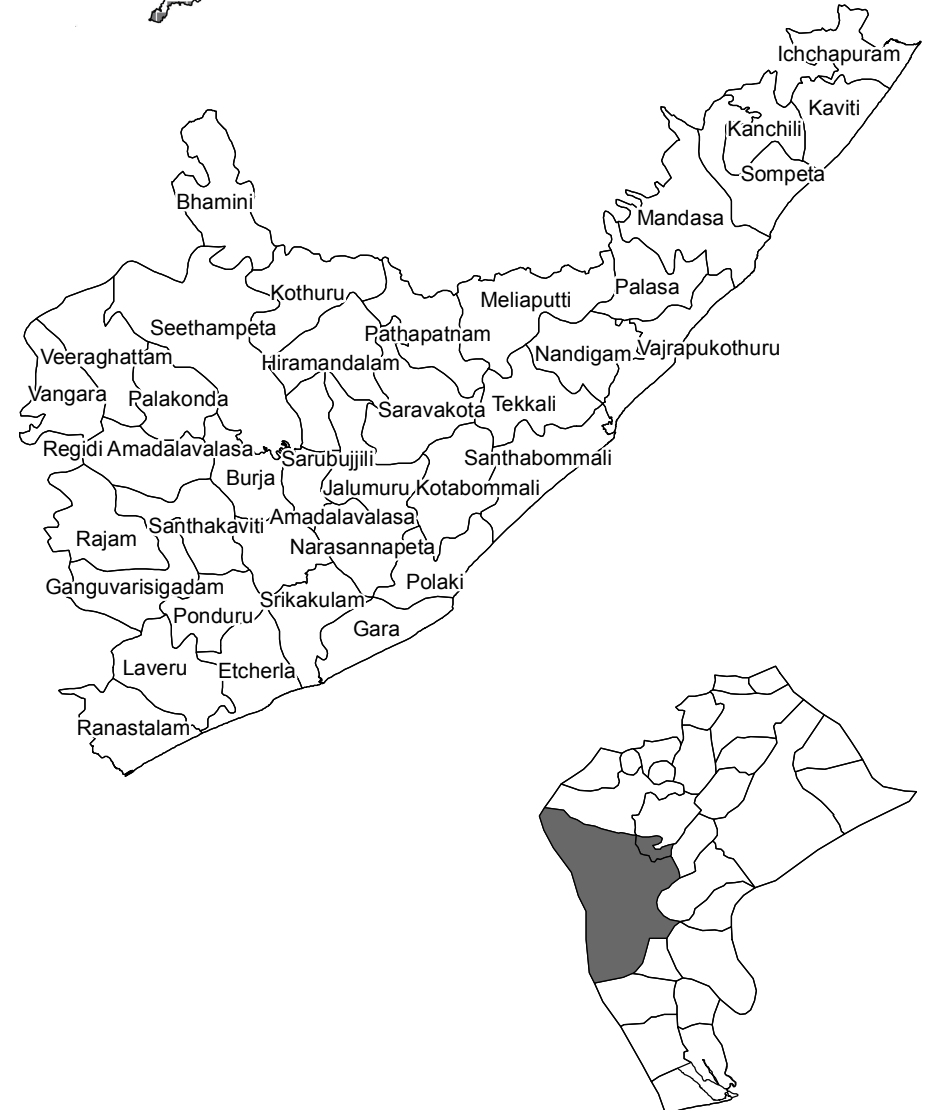 Ichchapuram
Kaviti
Kanchili
Sompeta
Bhamini
Mandasa
Palasa
Kothuru
Meliaputti
Seethampeta
Pathapatnam
Vajrapukothuru
Nandigam
Veeraghattam
Hiramandalam
Vangara
Palakonda
Saravakota
Tekkali
Regidi Amadalavalasa
Sarubujjili
Santhabommali
Burja
Jalumuru
Kotabommali
Santhakaviti
Amadalavalasa
Rajam
Narasannapeta
Polaki
Ganguvarisigadam
Srikakulam
Ponduru
Gara
Laveru
Etcherla
Ranastalam